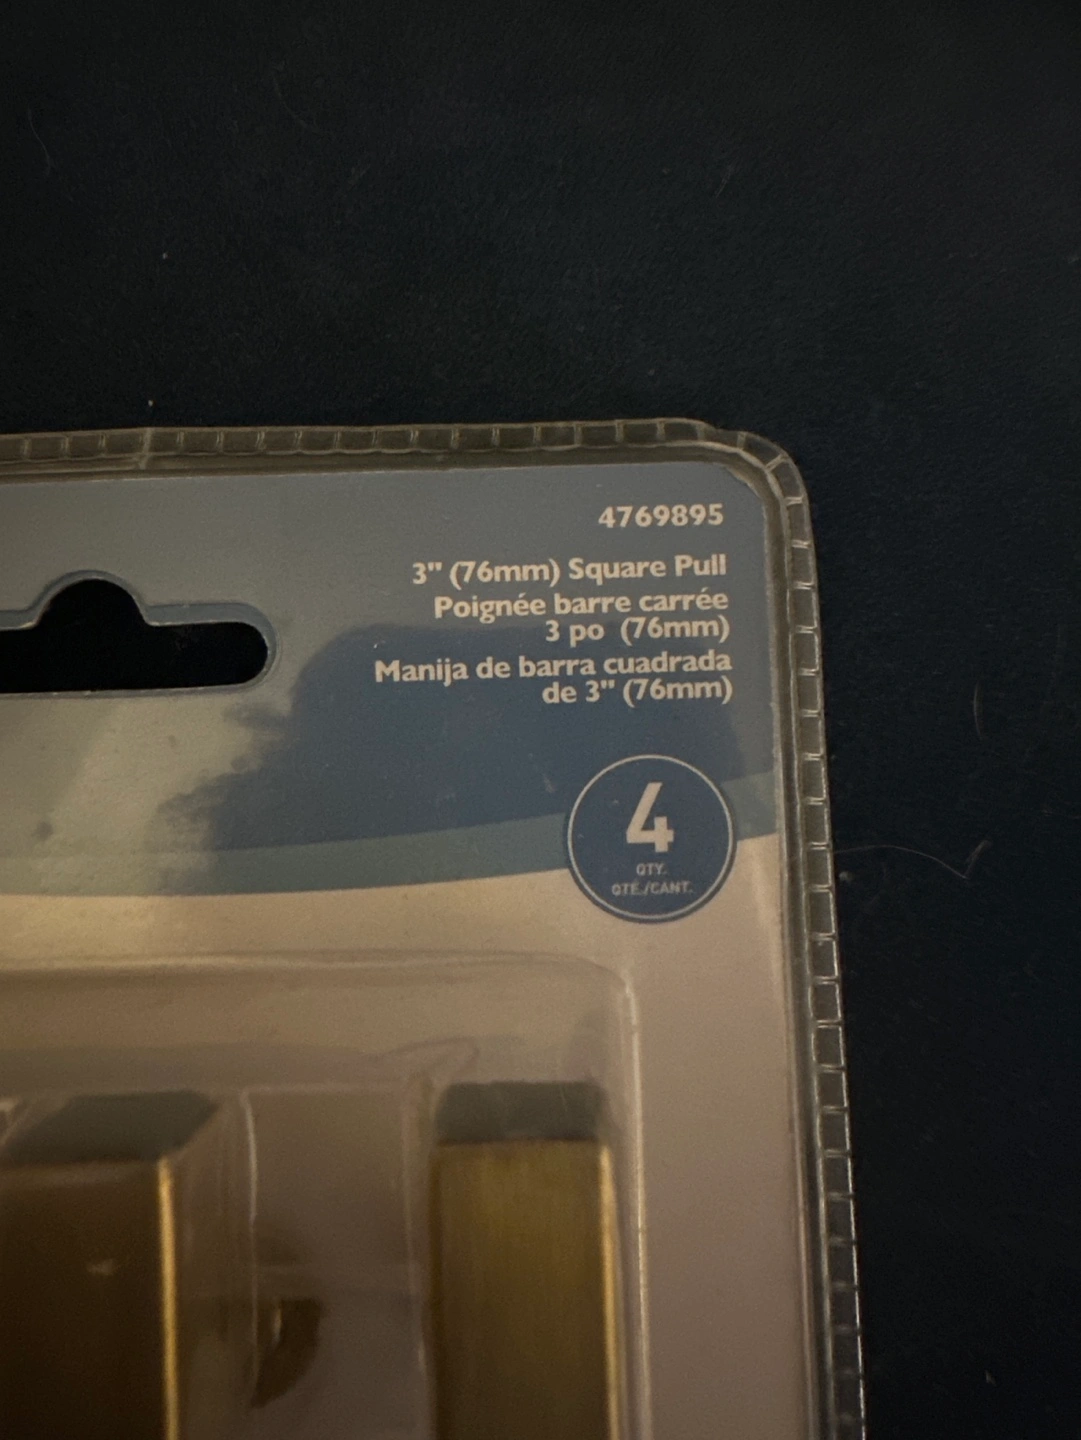 4769895
3" (76mm) Square Pull
Poignée barre carrée
3 po (76mm)
Manija de barra cuadrada
de 3" (76mm)
4
QTY.
QTÉ./CANT.